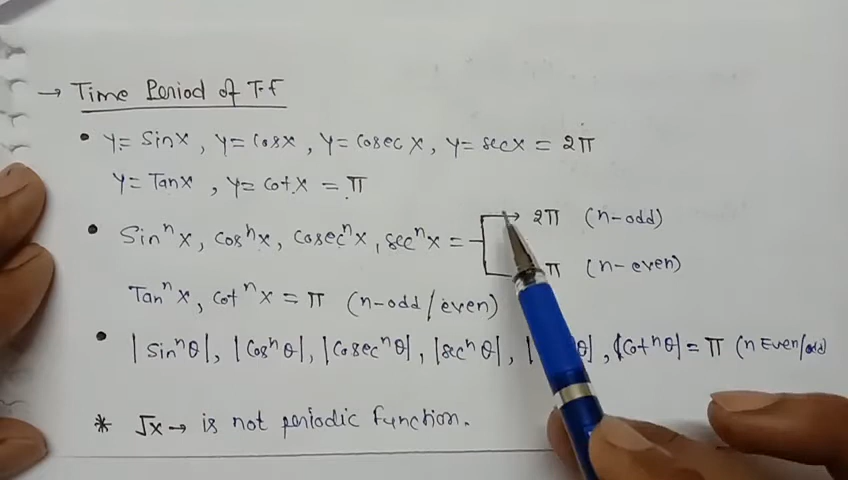 → Time Period of T.F
• y= Sinx, y= Cosx, y= Cosec x, y= secx = 2π
y= Tanx, y= Cotx = π
• Sinⁿx, cosⁿx, cosecⁿx, secⁿx = → 2π (n-odd)
π (n-even)
Tanⁿx, cotⁿx = π (n-odd/even)
• |sinⁿθ|, |Cosⁿθ|, |Cosecⁿθ|, |secⁿθ|, | θ|, |Cotⁿθ| = π (n Even/odd)
* √x → is not periodic function.